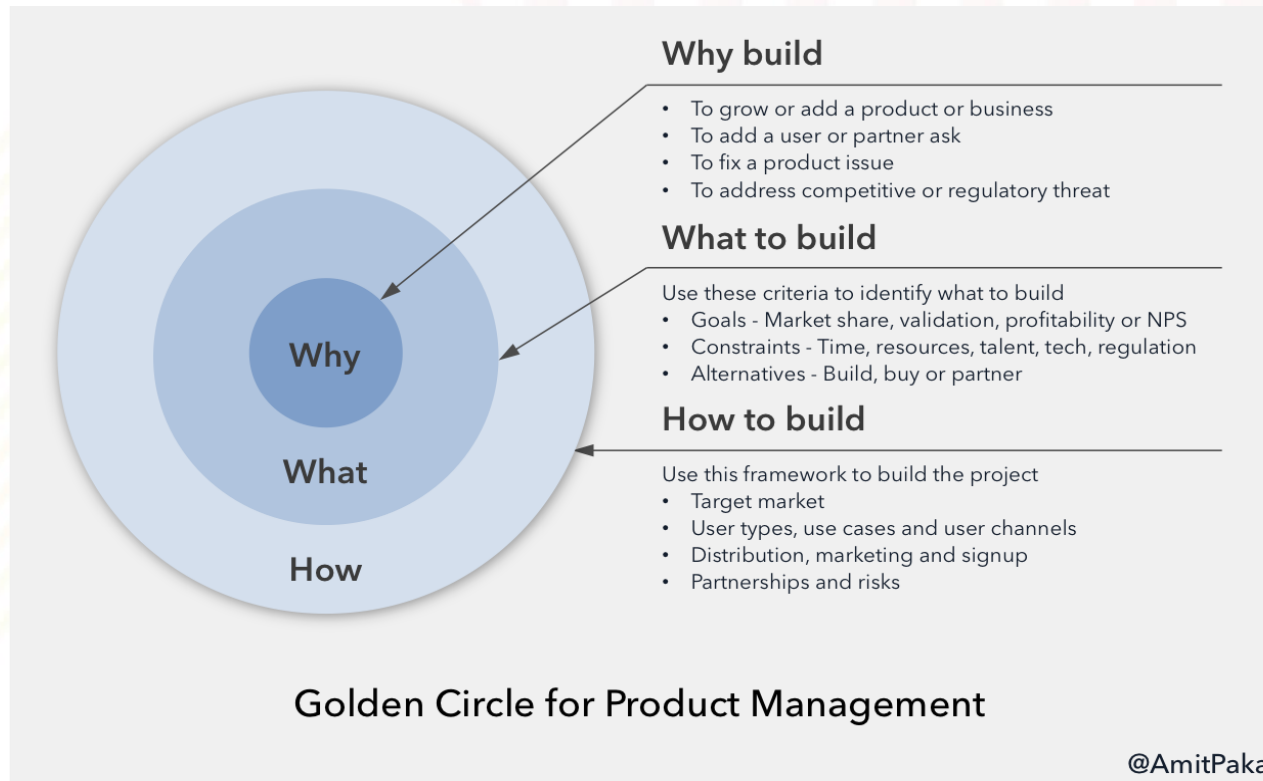 Why build
• To grow or add a product or business
• To add a user or partner ask
• To fix a product issue
• To address competitive or regulatory threat
What to build
Use these criteria to identify what to build
• Goals - Market share, validation, profitability or NPS
• Constraints - Time, resources, talent, tech, regulation
• Alternatives - Build, buy or partner
How to build
Use this framework to build the project
• Target market
• User types, use cases and user channels
• Distribution, marketing and signup
• Partnerships and risks
Why
What
How
Golden Circle for Product Management
@AmitPaka